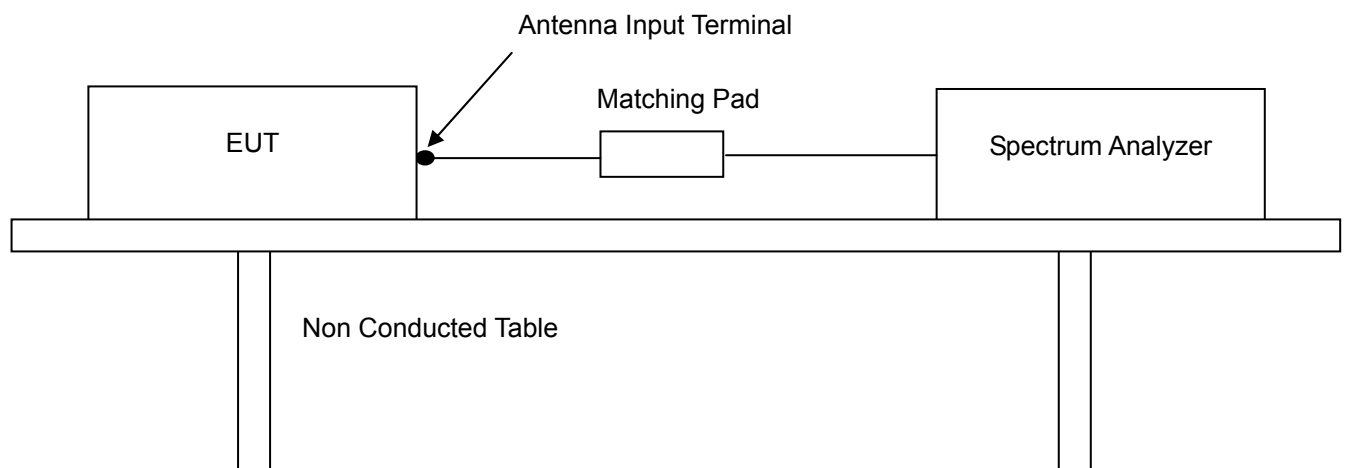 Antenna Input Terminal
Matching Pad
EUT
Spectrum Analyzer
Non Conducted Table